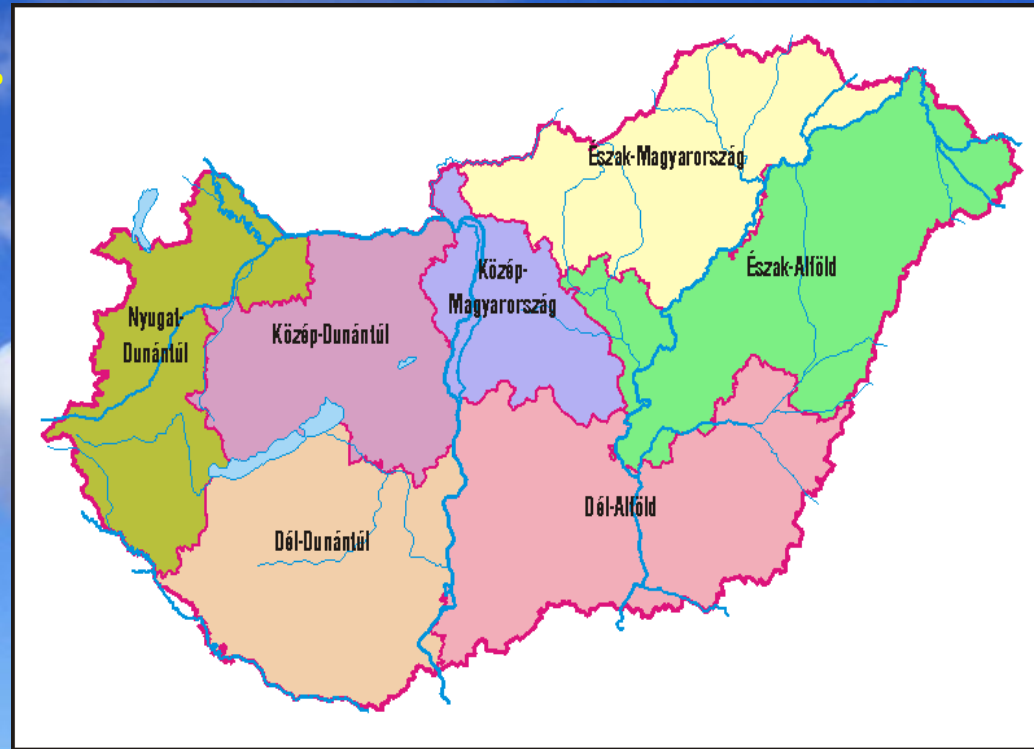 Észak-Magyarország
Észak-Alföld
Közép-
Magyarország
Nyugat-
Dunántúl
Közép-Dunántúl
Dél-Alföld
Dél-Dunántúl